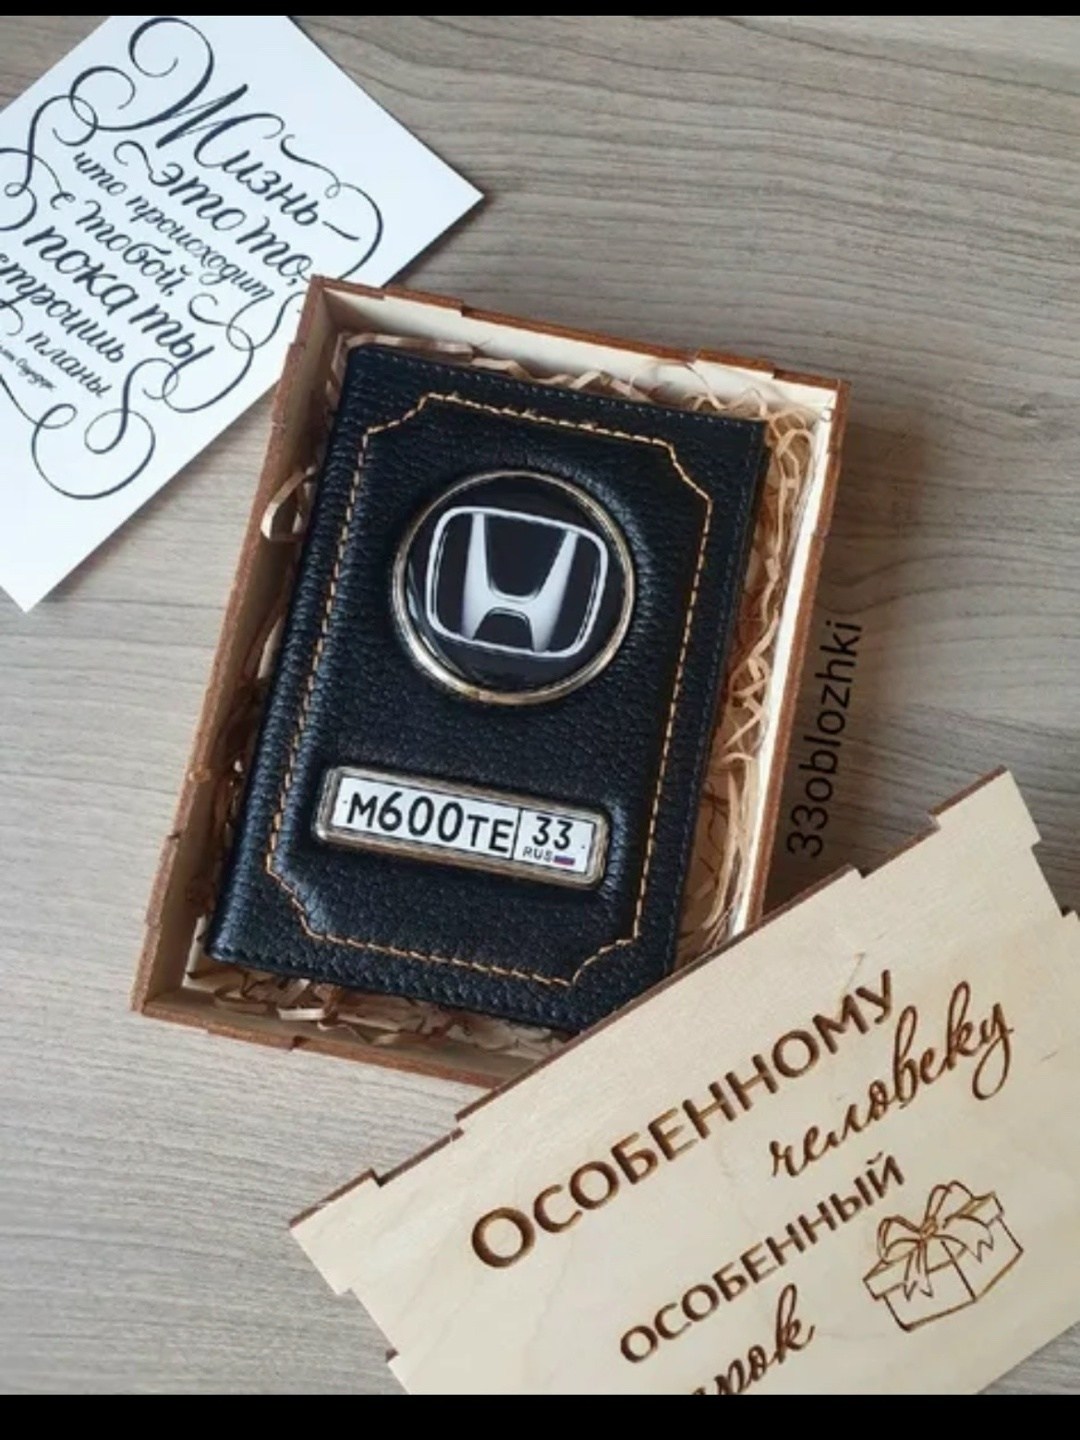 Жизнь –
это то,
что происходит
с тобой,
пока ты
строишь
планы
М600ТЕ 33
RUS
33oblozhki
Особенному
человеку
особенный